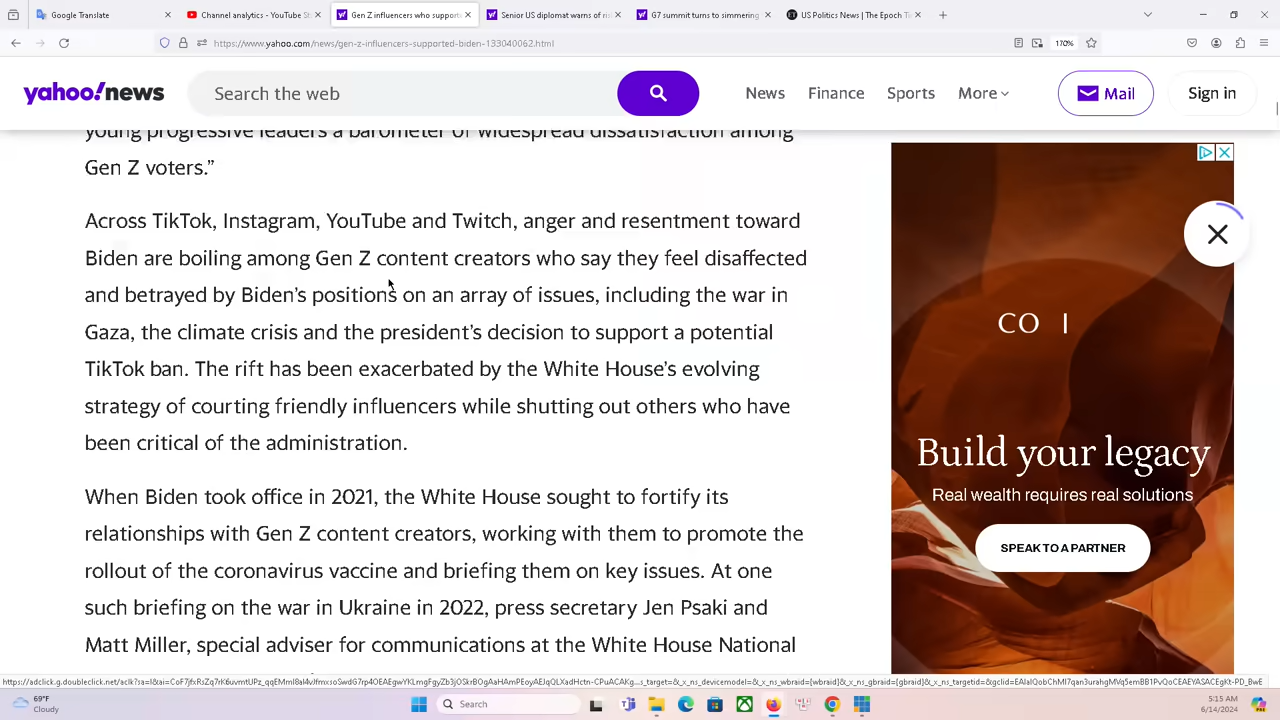 Google Translate
Channel analytics - YouTube St
Gen Z influencers who support
Senior US diplomat warns of ris
G7 summit turns to simmering
US Politics News | The Epoch Ti
https://www.yahoo.com/news/gen-z-influencers-supported-biden-133040062.html
170%
yahoo!news
Search the web
News
Finance
Sports
More
Mail
Sign in
young progressive leaders a barometer of widespread dissatisfaction among
Gen Z voters.”
Across TikTok, Instagram, YouTube and Twitch, anger and resentment toward
Biden are boiling among Gen Z content creators who say they feel disaffected
and betrayed by Biden’s positions on an array of issues, including the war in
Gaza, the climate crisis and the president’s decision to support a potential
TikTok ban. The rift has been exacerbated by the White House’s evolving
strategy of courting friendly influencers while shutting out others who have
been critical of the administration.
When Biden took office in 2021, the White House sought to fortify its
relationships with Gen Z content creators, working with them to promote the
rollout of the coronavirus vaccine and briefing them on key issues. At one
such briefing on the war in Ukraine in 2022, press secretary Jen Psaki and
Matt Miller, special adviser for communications at the White House National
CO I
Build your legacy
Real wealth requires real solutions
SPEAK TO A PARTNER
69°F
Cloudy
Search
5:15 AM
6/14/2024